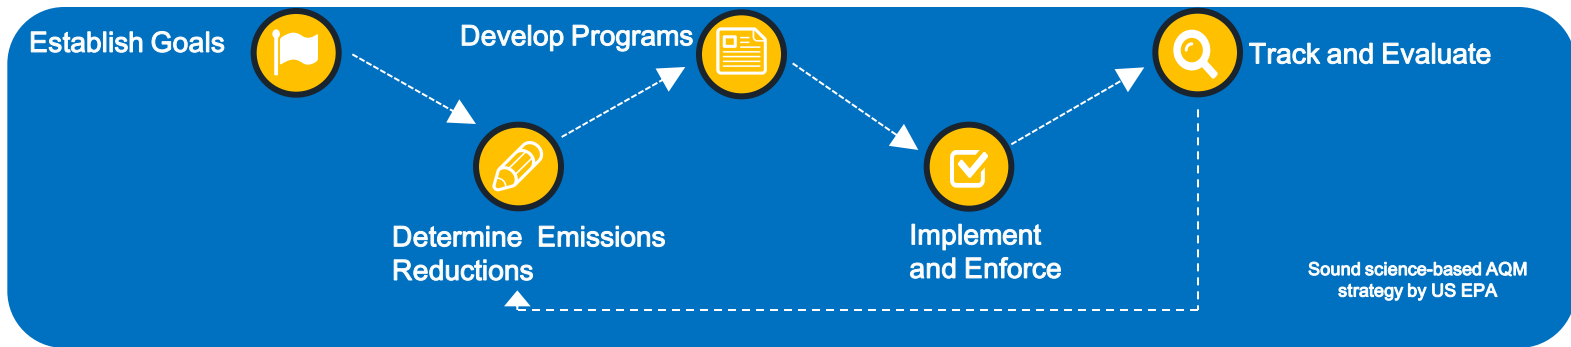 Establish Goals
Develop Programs
Track and Evaluate
Determine Emissions
Reductions
Implement
and Enforce
Sound science-based AQM
strategy by US EPA